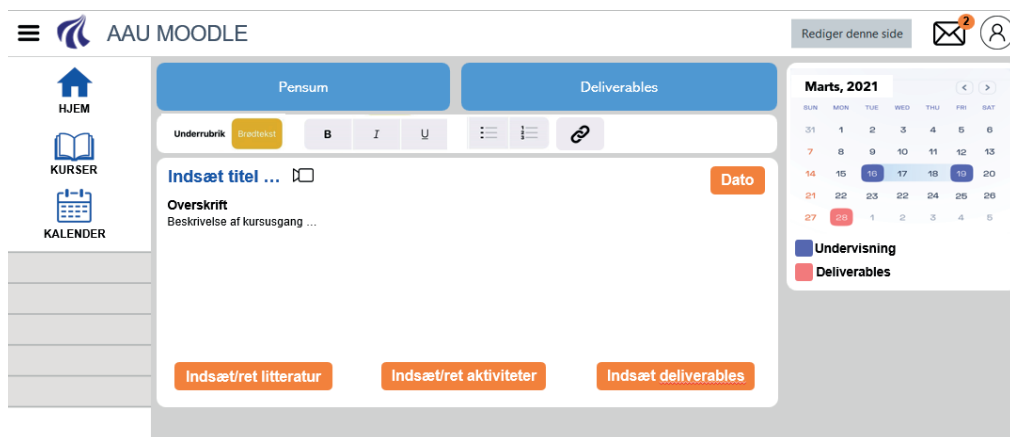 AAU MOODLE
Rediger denne side
2
HJEM
KURSER
KALENDER
Pensum
Deliverables
Underrubrik Brødtekst B I U
Indsæt titel ...
Dato
Overskrift
Beskrivelse af kursusgang ...
Indsæt/ret litteratur
Indsæt/ret aktiviteter
Indsæt deliverables
Marts, 2021
SUN MON TUE WED THU FRI SAT
31 1 2 3 4 5 6
7 8 9 10 11 12 13
14 15 16 17 18 19 20
21 22 23 22 24 25 26
27 28 1 2 3 4 5
Undervisning
Deliverables